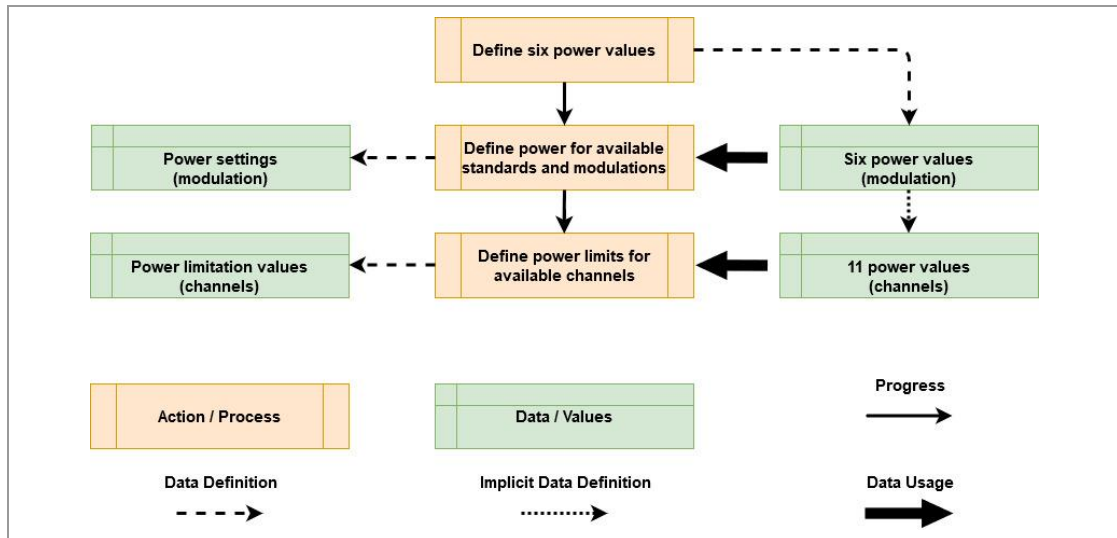 Define six power values
Power settings
(modulation)
Define power for available
standards and modulations
Six power values
(modulation)
Power limitation values
(channels)
Define power limits for
available channels
11 power values
(channels)
Action / Process
Data / Values
Progress
Data Definition
Implicit Data Definition
Data Usage